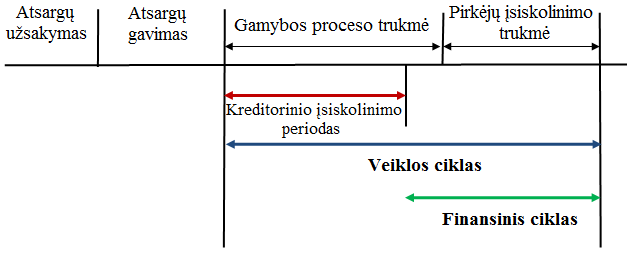 Atsargų
užsakymas
Atsargų
gavimas
Gamybos proceso trukmė
Pirkėjų įsiskolinimo
trukmė
Kreditorinio įsiskolinimo
periodas
Veiklos ciklas
Finansinis ciklas